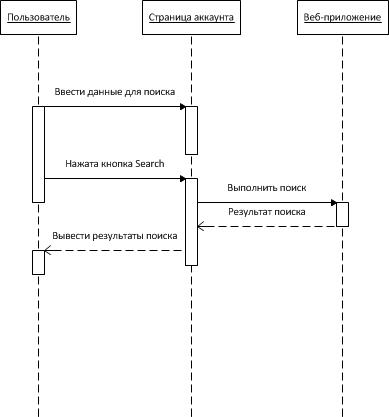 Пользователь
Страница аккаунта
Веб-приложение
Ввести данные для поиска
Нажата кнопка Search
Выполнить поиск
Результат поиска
Вывести результаты поиска